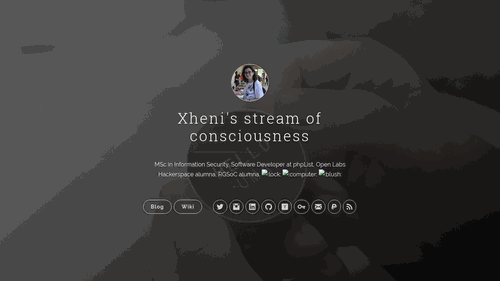 Xheni's stream of
consciousness
MSc in Information Security, Software Developer at phpList, Open Labs
Hackerspace alumna, RGSoC alumna :lock: :computer: :blush:
Blog Wiki